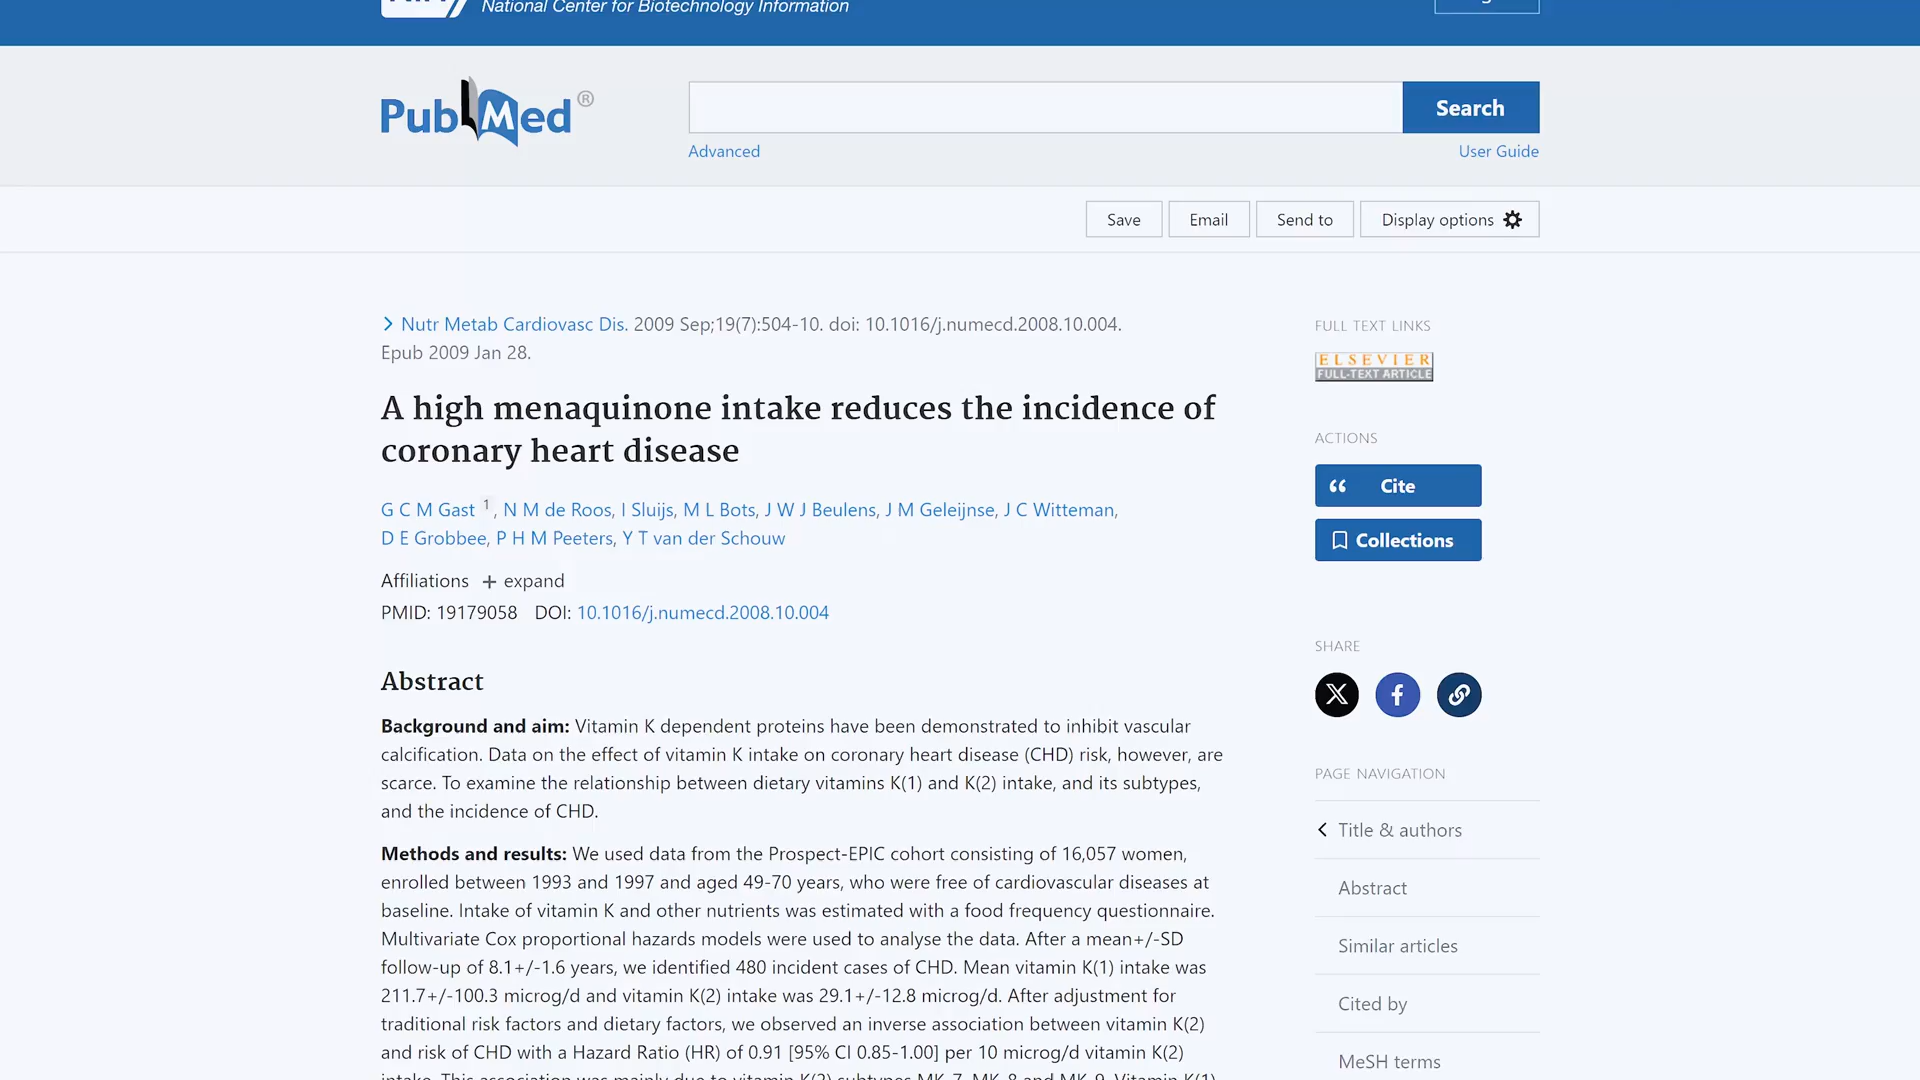 National Center for Biotechnology Information
PubMed®
Search
Advanced
User Guide
Save
Email
Send to
Display options
Nutr Metab Cardiovasc Dis. 2009 Sep;19(7):504-10. doi: 10.1016/j.numecd.2008.10.004.
Epub 2009 Jan 28.
A high menaquinone intake reduces the incidence of
coronary heart disease
G C M Gast 1, N M de Roos, I Sluijs, M L Bots, J W J Beulens, J M Geleijnse, J C Witteman,
D E Grobbee, P H M Peeters, Y T van der Schouw
Affiliations + expand
PMID: 19179058 DOI: 10.1016/j.numecd.2008.10.004
Abstract
Background and aim: Vitamin K dependent proteins have been demonstrated to inhibit vascular
calcification. Data on the effect of vitamin K intake on coronary heart disease (CHD) risk, however, are
scarce. To examine the relationship between dietary vitamins K(1) and K(2) intake, and its subtypes,
and the incidence of CHD.
Methods and results: We used data from the Prospect-EPIC cohort consisting of 16,057 women,
enrolled between 1993 and 1997 and aged 49-70 years, who were free of cardiovascular diseases at
baseline. Intake of vitamin K and other nutrients was estimated with a food frequency questionnaire.
Multivariate Cox proportional hazards models were used to analyse the data. After a mean+/-SD
follow-up of 8.1+/-1.6 years, we identified 480 incident cases of CHD. Mean vitamin K(1) intake was
211.7+/-100.3 microg/d and vitamin K(2) intake was 29.1+/-12.8 microg/d. After adjustment for
traditional risk factors and dietary factors, we observed an inverse association between vitamin K(2)
and risk of CHD with a Hazard Ratio (HR) of 0.91 [95% CI 0.85-1.00] per 10 microg/d vitamin K(2)
intake. This association was mainly due to vitamin K(2) subtypes MK-7, MK-8 and MK-9. Vitamin K(1)
FULL TEXT LINKS
ELSEVIER
FULL-TEXT ARTICLE
ACTIONS
Cite
Collections
SHARE
PAGE NAVIGATION
Title & authors
Abstract
Similar articles
Cited by
MeSH terms